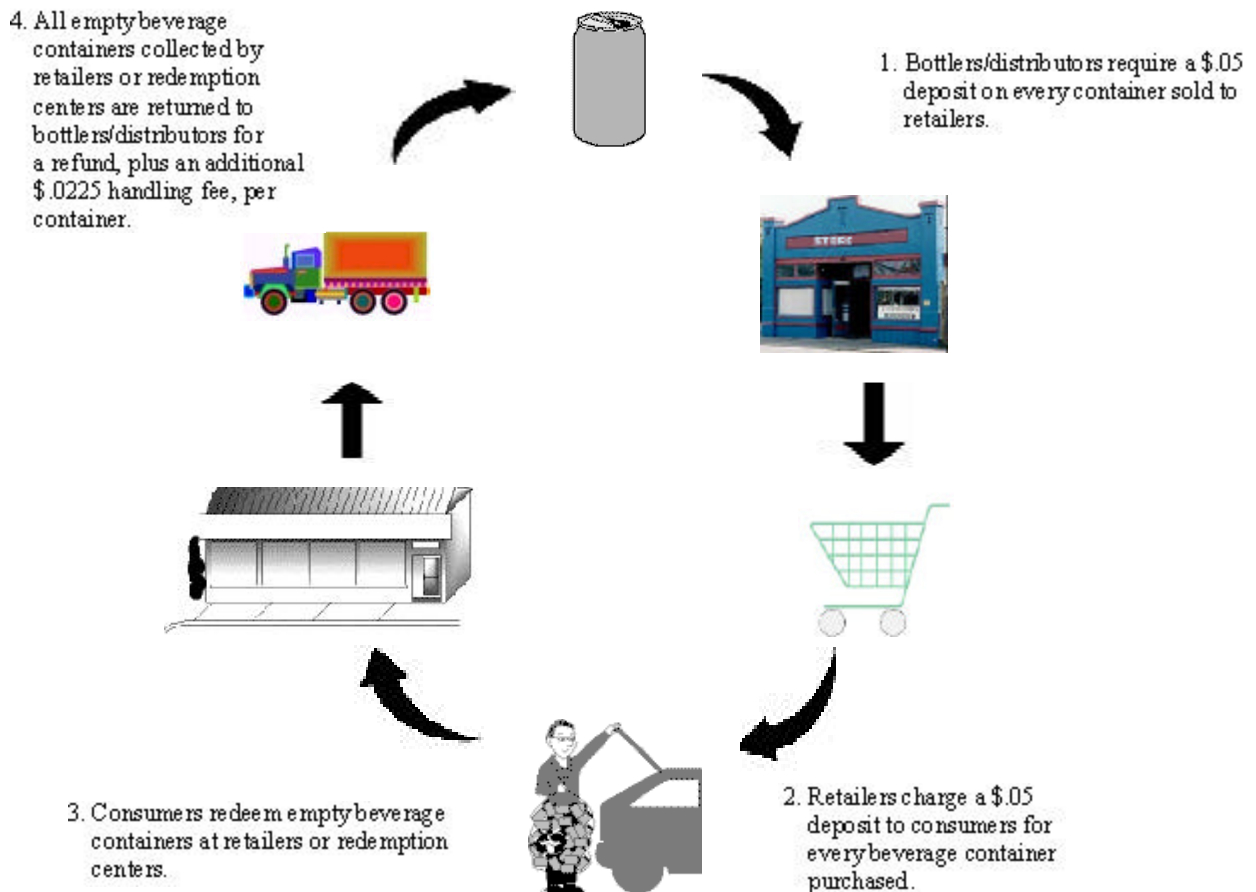 4. All empty beverage
containers collected by
retailers or redemption
centers are returned to
bottlers/distributors for
a refund, plus an additional
$.0225 handling fee, per
container.
1. Bottlers/distributors require a $.05
deposit on every container sold to
retailers.
STORE
3. Consumers redeem empty beverage
containers at retailers or redemption
centers.
2. Retailers charge a $.05
deposit to consumers for
every beverage container
purchased.